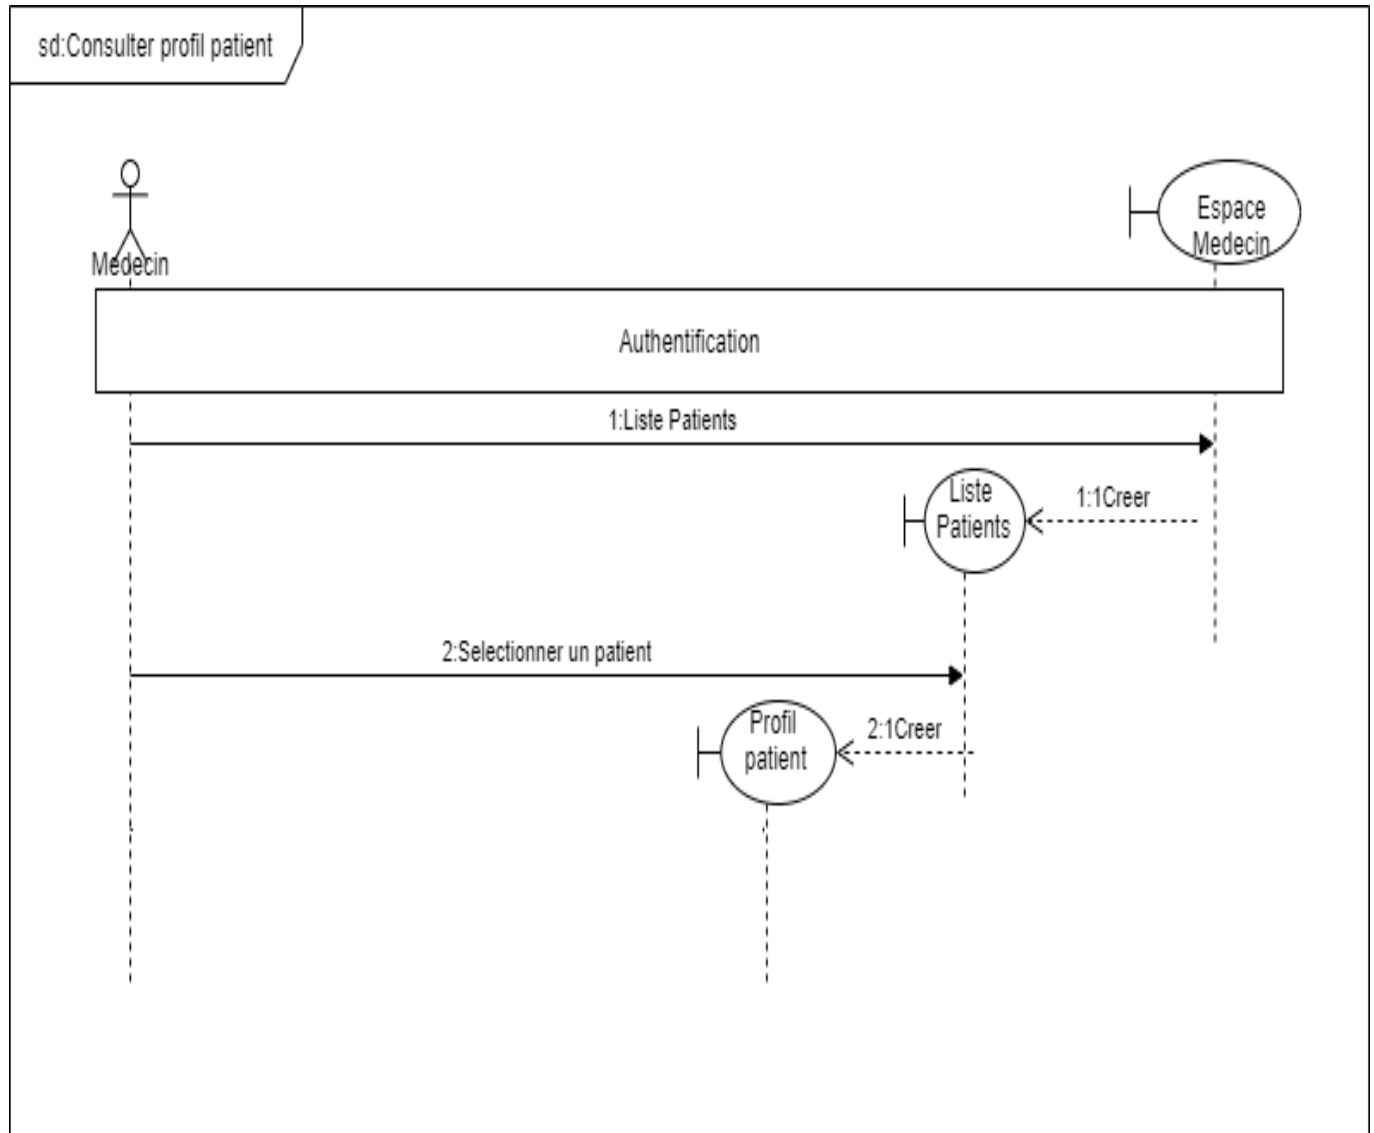 sd:Consulter profil patient
Medecin
Espace
Medecin
Authentification
1:Liste Patients
Liste
Patients
1:1Creer
2:Selectionner un patient
Profil
patient
2:1Creer